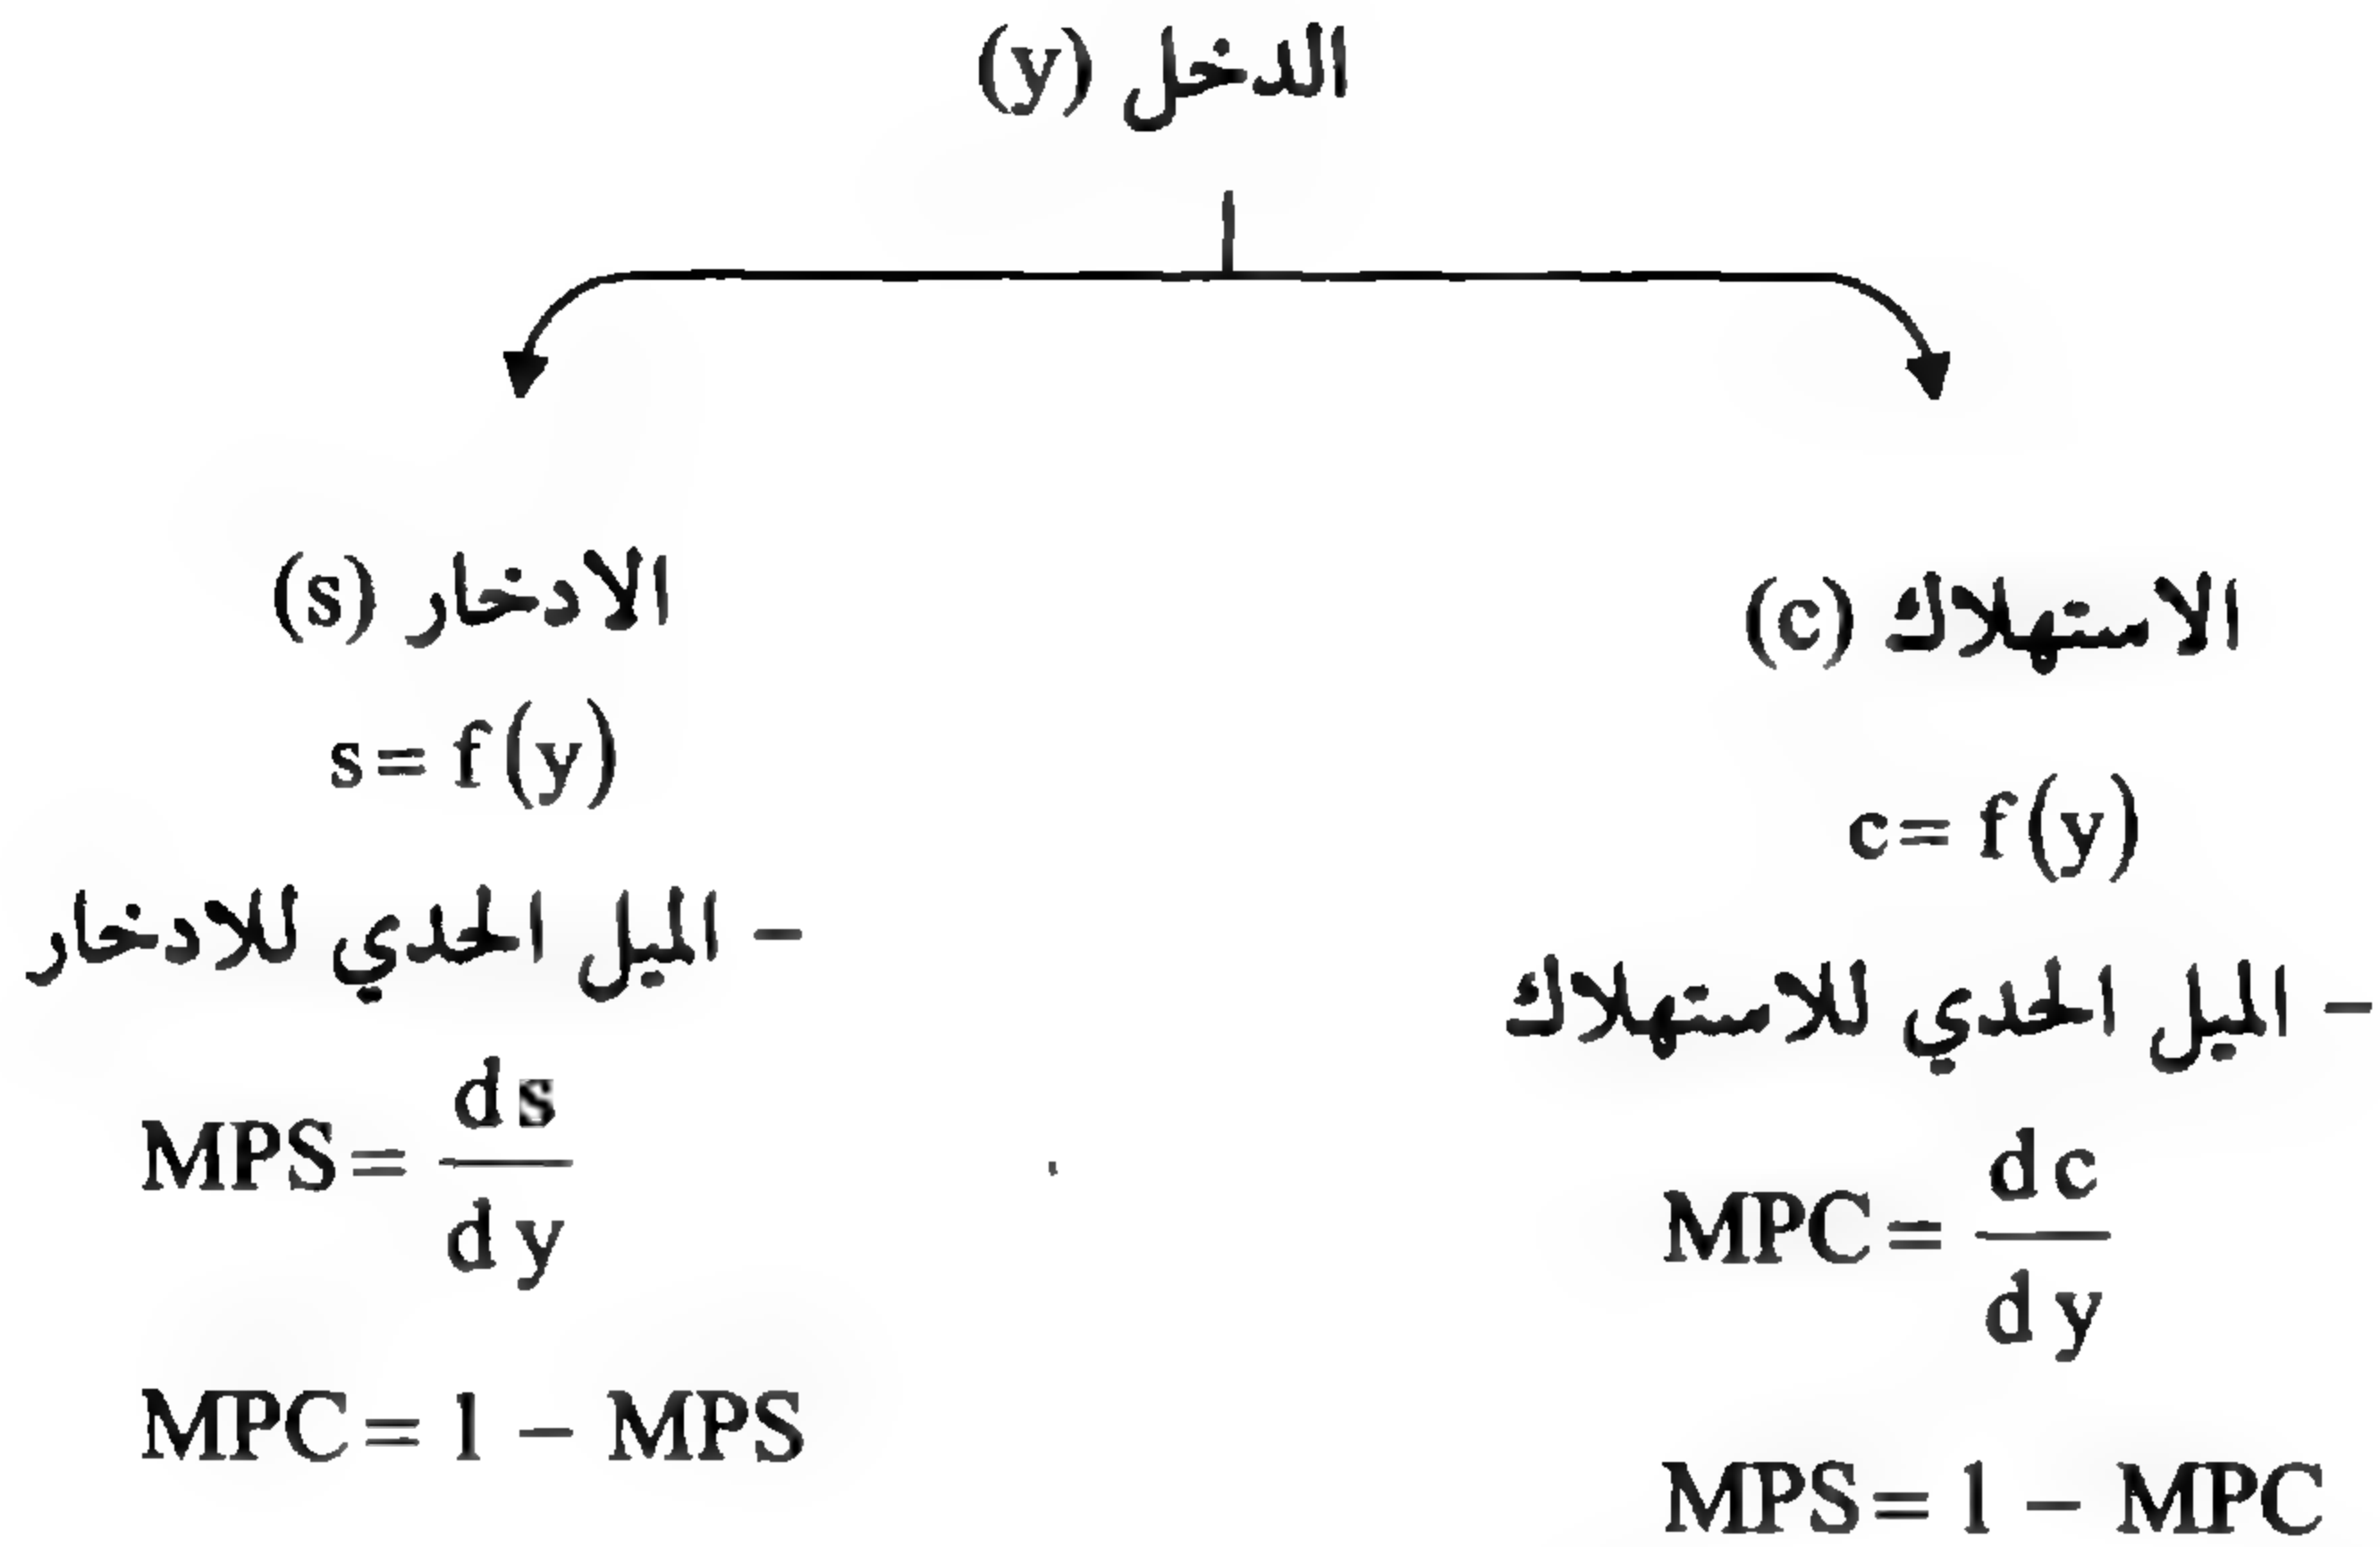 الدخل (y)
الاستهلاك (c)
c= f(y)
– الميل الحدي للاستهلاك
MPC= dc/dy
MPS= 1 – MPC
الادخار (s)
s= f(y)
– الميل الحدي للادخار
MPS= ds/dy
MPC= 1 – MPS